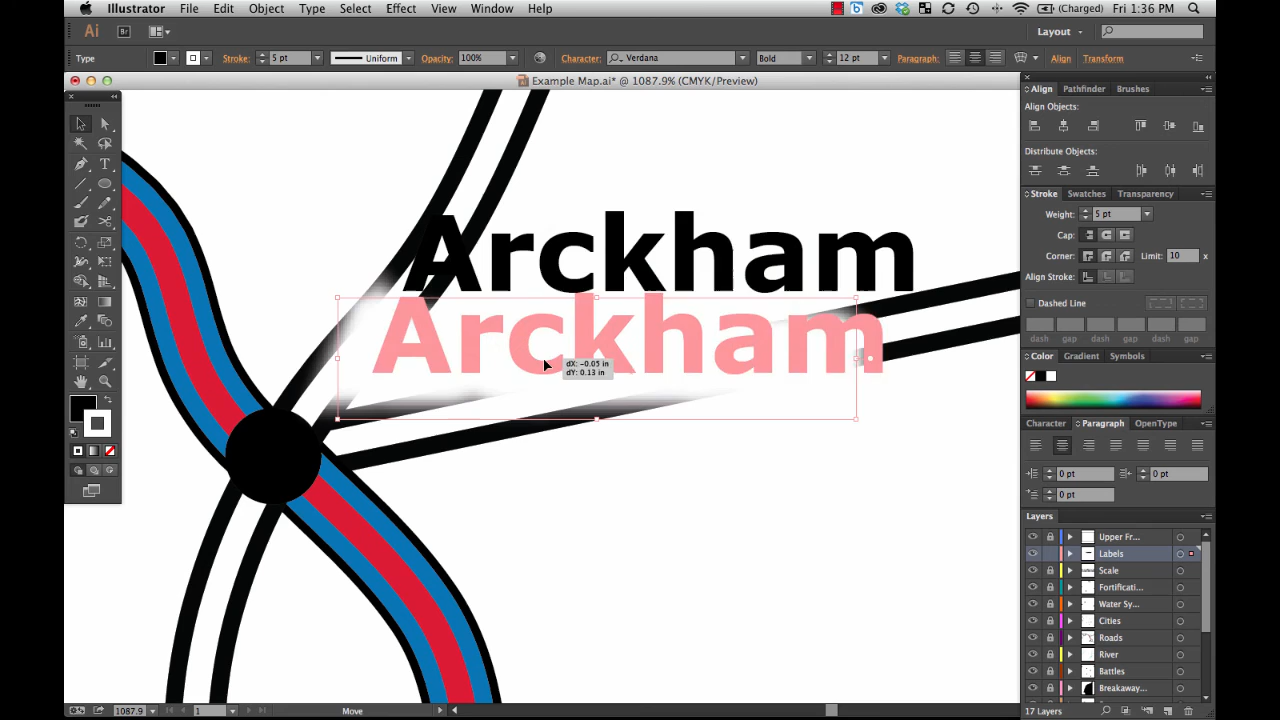 Illustrator File Edit Object Type Select Effect View Window Help (Charged) Fri 1:36 PM
Ai Br Layout
Type Stroke: 5 pt Uniform Opacity: 100% Character: Verdana Bold 12 pt Paragraph: Align Transform
Example Map.ai* @ 1087.9% (CMYK/Preview)
Align Pathfinder Brushes
Align Objects:
Distribute Objects:
Stroke Swatches Transparency
Weight: 5 pt
Cap:
Corner: Limit: 10 x
Align Stroke:
Dashed Line
dash gap dash gap dash gap
Color Gradient Symbols
Character Paragraph OpenType
0 pt 0 pt
0 pt
Layers
Upper Fr...
Labels
Scale
Fortificati...
Water Sy...
Cities
Roads
River
Battles
Breakaway...
17 Layers
Arckham
Arckham
dX: -0.05 in
dY: 0.13 in
1087.9 1 Move